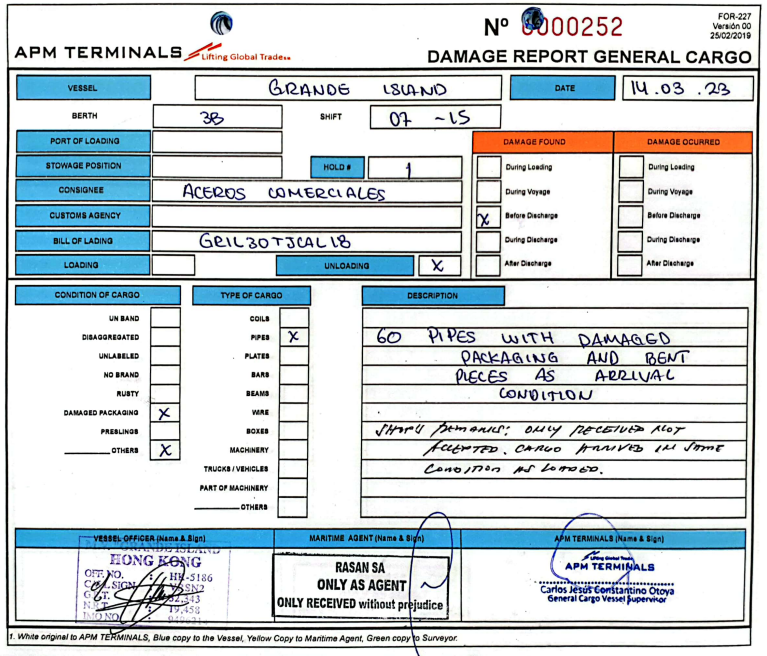 FOR-227
Versión 00
25/02/2019
Nº 0000252
APM TERMINALS Lifting Global Trade
DAMAGE REPORT GENERAL CARGO
VESSEL GRANDE ISLAND DATE 14.03.23
BERTH 3B SHIFT 07 - 15
PORT OF LOADING DAMAGE FOUND DAMAGE OCURRED
STOWAGE POSITION HOLD # 1 During Loading During Loading
CONSIGNEE ACEROS COMERCIALES During Voyage During Voyage
CUSTOMS AGENCY X Before Discharge Before Discharge
BILL OF LADING GRIL30TJCAL18 During Discharge During Discharge
LOADING UNLOADING X After Discharge After Discharge
CONDITION OF CARGO TYPE OF CARGO DESCRIPTION
UN BAND COILS
DISAGGREGATED PIPES X 60 PIPES WITH DAMAGED
UNLABELED PLATES PACKAGING AND BENT
NO BRAND BARS PIECES AS ARRIVAL
RUSTY BEAMS CONDITION
DAMAGED PACKAGING X WIRE
PRESLINGS BOXES SHIP'S REMARKS: ONLY RECEIVED NOT
OTHERS X MACHINERY ACCEPTED. CARGO ARRIVED IN SAME
TRUCKS / VEHICLES CONDITION AS LOADED.
PART OF MACHINERY
OTHERS
VESSEL OFFICER (Name & Sign) MARITIME AGENT (Name & Sign) APM TERMINALS (Name & Sign)
GRANDE ISLAND
HONG KONG
OFF. NO. : HK-5186
CALL SIGN
G.R.T.
N.R.T. : 19,458
IMO NO
RASAN SA
ONLY AS AGENT
ONLY RECEIVED without prejudice
Lifting Global Trade
APM TERMINALS
Carlos Jesús Constantino Otoya
General Cargo Vessel Supervisor
1. White original to APM TERMINALS, Blue copy to the Vessel, Yellow Copy to Maritime Agent, Green copy to Surveyor.